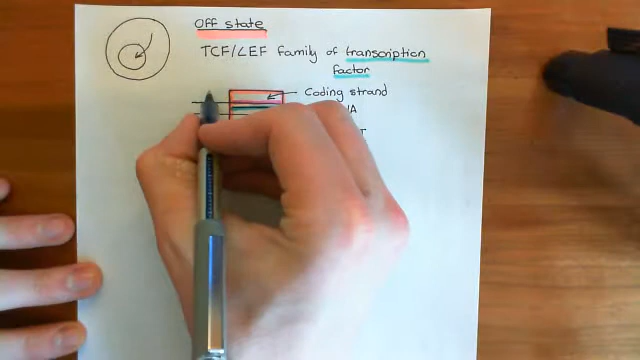 Off state
TCF/LEF family of transcription
factor
Coding strand